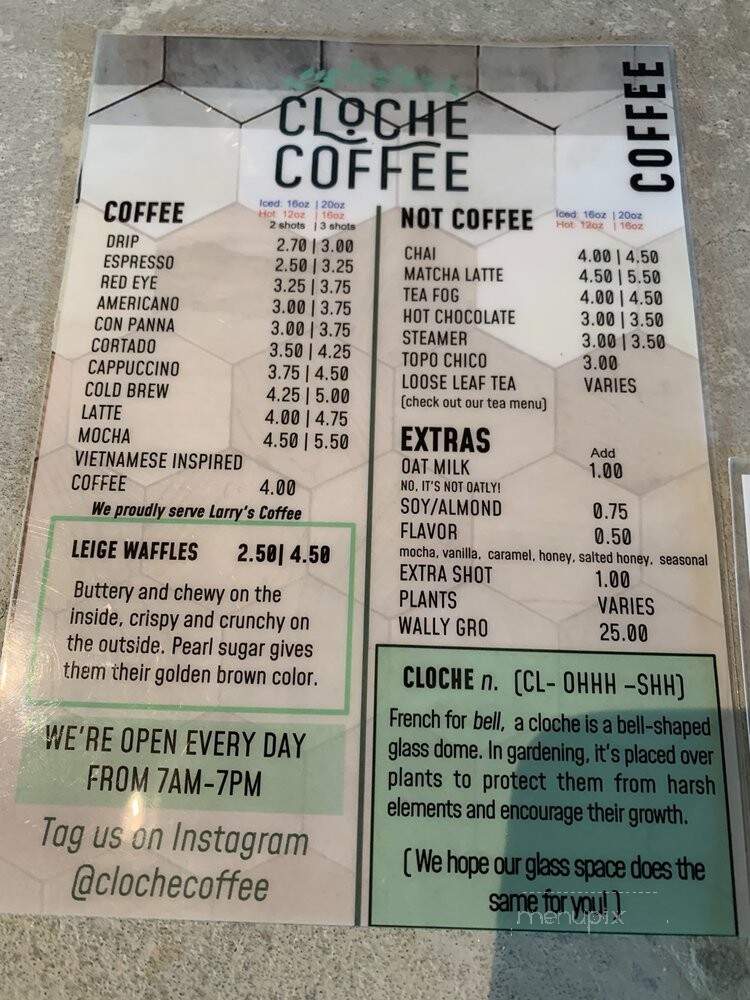 CLOCHE
COFFEE
COFFEE
COFFEE
Iced: 16oz | 20oz
Hot: 12oz | 16oz
2 shots | 3 shots
DRIP 2.70 | 3.00
ESPRESSO 2.50 | 3.25
RED EYE 3.25 | 3.75
AMERICANO 3.00 | 3.75
CON PANNA 3.00 | 3.75
CORTADO 3.50 | 4.25
CAPPUCCINO 3.75 | 4.50
COLD BREW 4.25 | 5.00
LATTE 4.00 | 4.75
MOCHA 4.50 | 5.50
VIETNAMESE INSPIRED
COFFEE 4.00
We proudly serve Larry's Coffee
LEIGE WAFFLES 2.50| 4.50
Buttery and chewy on the
inside, crispy and crunchy on
the outside. Pearl sugar gives
them their golden brown color.
WE'RE OPEN EVERY DAY
FROM 7AM-7PM
Tag us on Instagram
@clochecoffee
NOT COFFEE
Iced: 16oz | 20oz
Hot: 12oz | 16oz
CHAI 4.00 | 4.50
MATCHA LATTE 4.50 | 5.50
TEA FOG 4.00 | 4.50
HOT CHOCOLATE 3.00 | 3.50
STEAMER 3.00 | 3.50
TOPO CHICO 3.00
LOOSE LEAF TEA VARIES
(check out our tea menu)
EXTRAS Add
OAT MILK 1.00
NO, IT'S NOT OATLY!
SOY/ALMOND 0.75
FLAVOR 0.50
mocha, vanilla, caramel, honey, salted honey, seasonal
EXTRA SHOT 1.00
PLANTS VARIES
WALLY GRO 25.00
CLOCHE n. (CL- OHHH -SHH)
French for bell, a cloche is a bell-shaped
glass dome. In gardening, it's placed over
plants to protect them from harsh
elements and encourage their growth.
( We hope our glass space does the
same for you! )
menupix